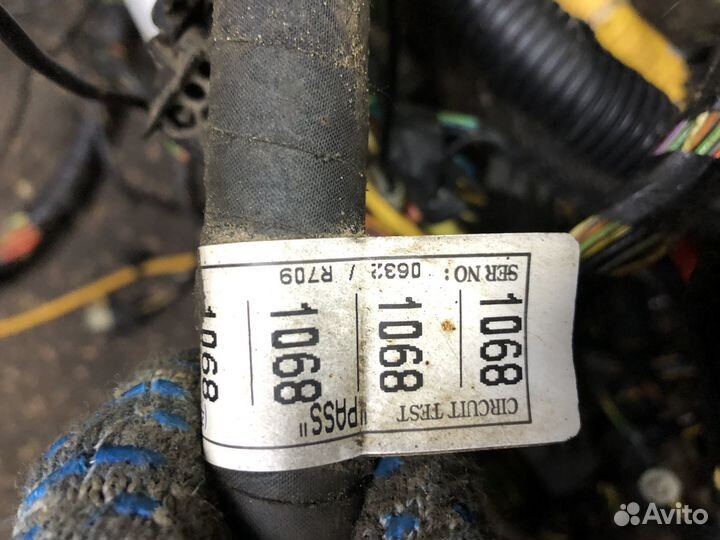 SER NO: 0632 / R709
1068
1068
1068
1068
CIRCUIT TEST "PASS"
Avito